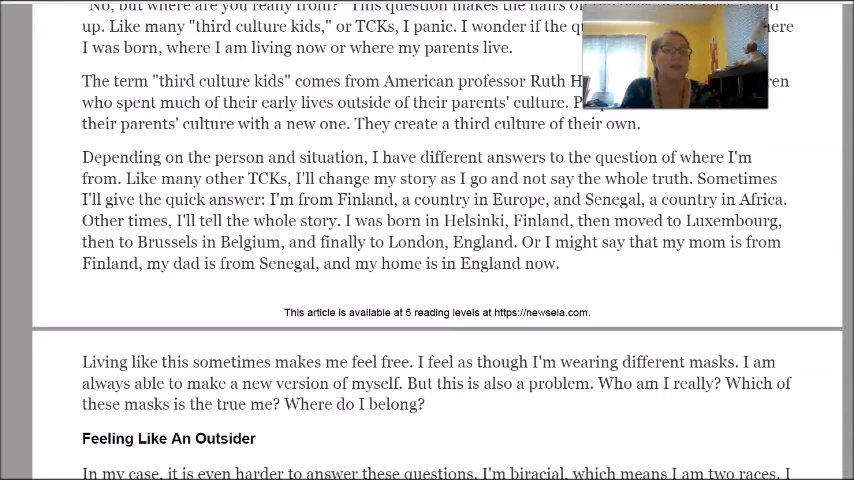 "No, but where are you really from?" This question makes the hairs on
up. Like many "third culture kids," or TCKs, I panic. I wonder if the ere
I was born, where I am living now or where my parents live.
The term "third culture kids" comes from American professor Ruth H ren
who spent much of their early lives outside of their parents' culture. P
their parents' culture with a new one. They create a third culture of their own.
Depending on the person and situation, I have different answers to the question of where I'm
from. Like many other TCKs, I'll change my story as I go and not say the whole truth. Sometimes
I'll give the quick answer: I'm from Finland, a country in Europe, and Senegal, a country in Africa.
Other times, I'll tell the whole story. I was born in Helsinki, Finland, then moved to Luxembourg,
then to Brussels in Belgium, and finally to London, England. Or I might say that my mom is from
Finland, my dad is from Senegal, and my home is in England now.
This article is available at 5 reading levels at https://newsela.com.
Living like this sometimes makes me feel free. I feel as though I'm wearing different masks. I am
always able to make a new version of myself. But this is also a problem. Who am I really? Which of
these masks is the true me? Where do I belong?
Feeling Like An Outsider
In my case, it is even harder to answer these questions. I'm biracial, which means I am two races. I